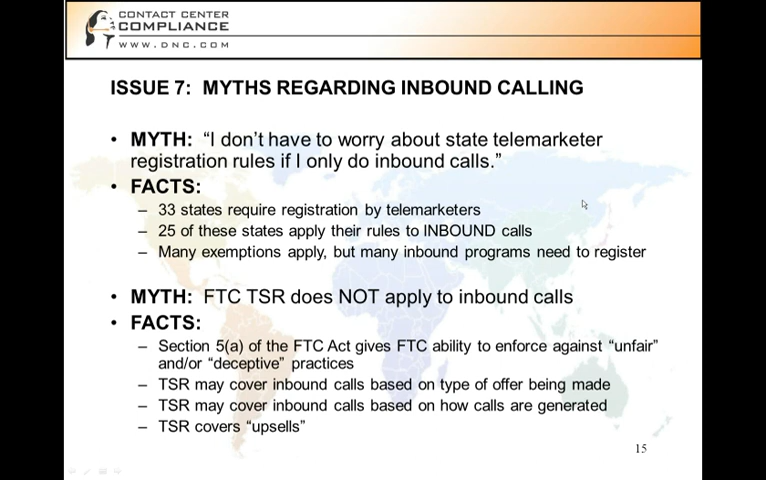 CONTACT CENTER
COMPLIANCE
WWW.DNC.COM
ISSUE 7: MYTHS REGARDING INBOUND CALLING
• MYTH: “I don’t have to worry about state telemarketer
registration rules if I only do inbound calls.”
• FACTS:
– 33 states require registration by telemarketers
– 25 of these states apply their rules to INBOUND calls
– Many exemptions apply, but many inbound programs need to register
• MYTH: FTC TSR does NOT apply to inbound calls
• FACTS:
– Section 5(a) of the FTC Act gives FTC ability to enforce against “unfair”
and/or “deceptive” practices
– TSR may cover inbound calls based on type of offer being made
– TSR may cover inbound calls based on how calls are generated
– TSR covers “upsells”
15